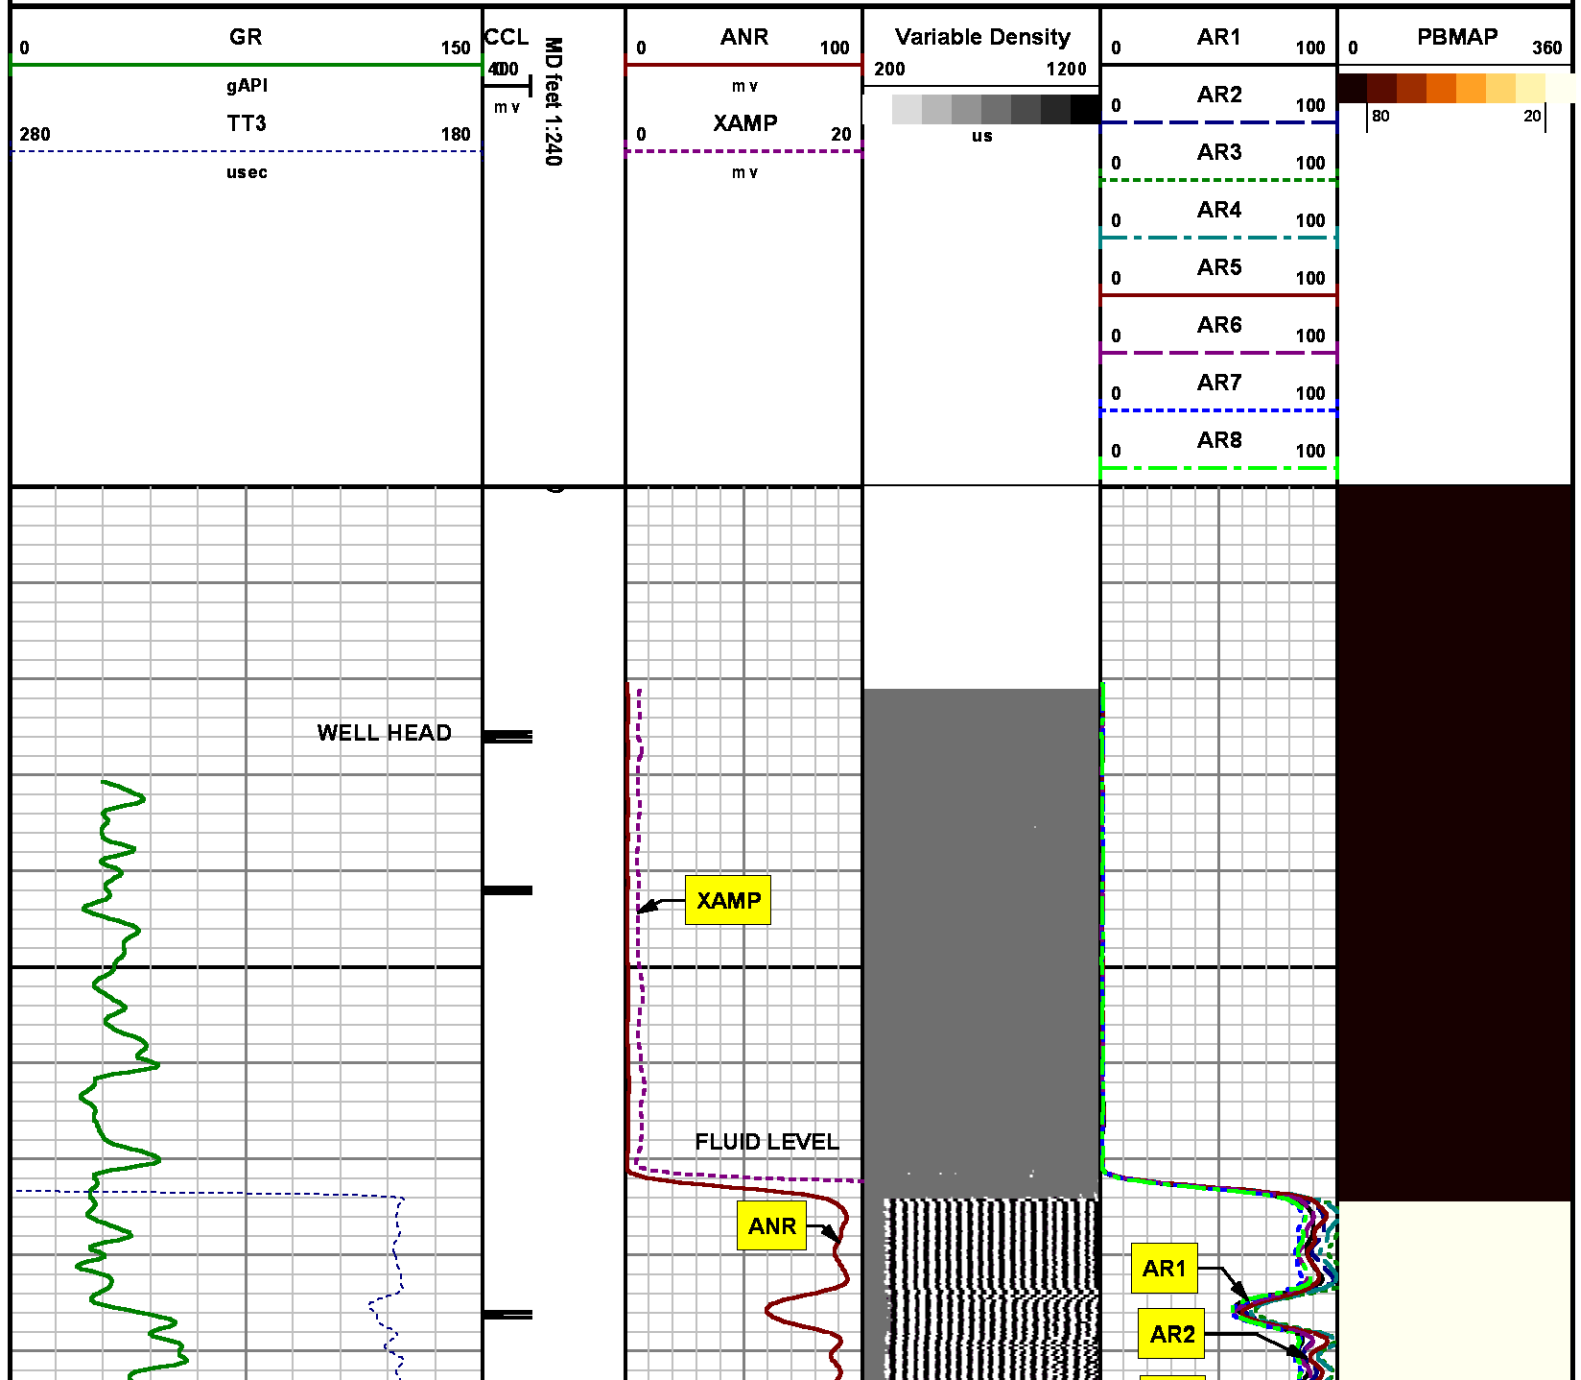 GR
0 150
gAPI
TT3
280 180
usec
CCL
400
mv
MD feet 1:240
ANR
0 100
mv
XAMP
0 20
mv
Variable Density
200 1200
us
AR1
0 100
AR2
0 100
AR3
0 100
AR4
0 100
AR5
0 100
AR6
0 100
AR7
0 100
AR8
0 100
PBMAP
0 360
80 20
WELL HEAD
XAMP
FLUID LEVEL
ANR
AR1
AR2